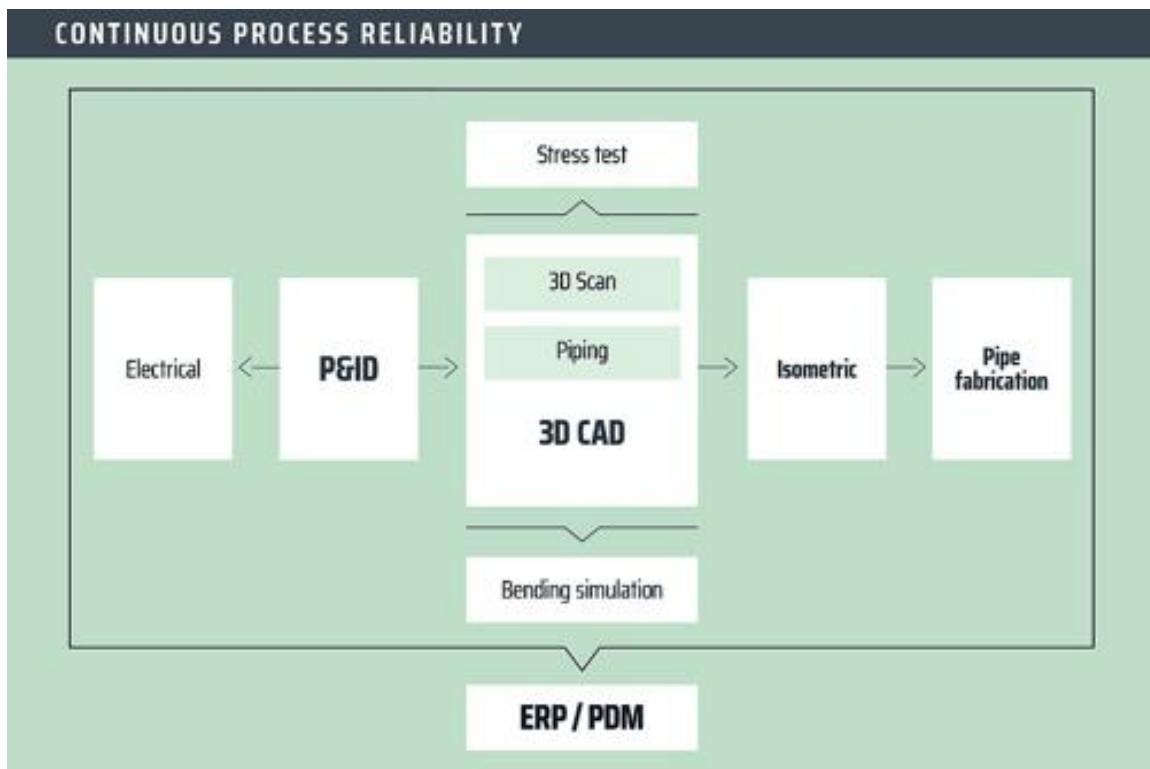 CONTINUOUS PROCESS RELIABILITY
Stress test
3D Scan
Piping
3D CAD
Electrical
P&ID
Isometric
Pipe
fabrication
Bending simulation
ERP / PDM